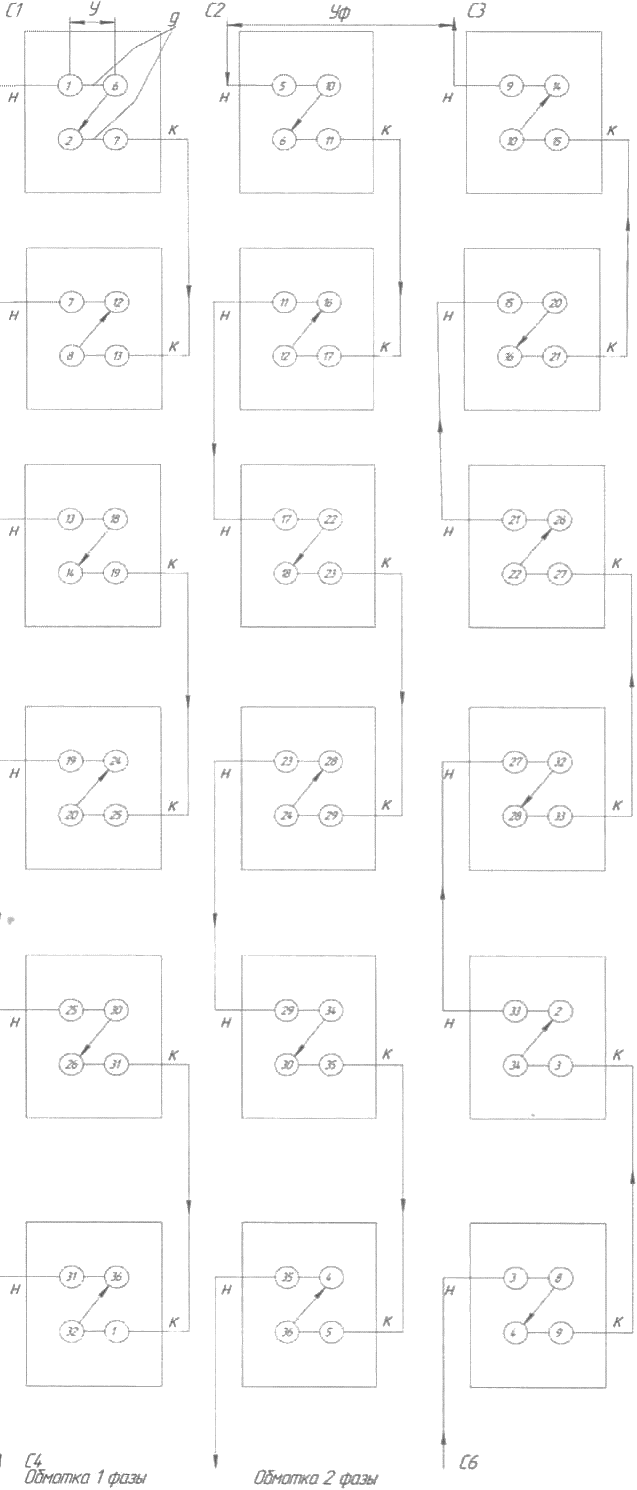 С1 У g С2 Уф С3
1 6 5 10 9 14
Н Н Н
2 7 К 6 11 К 10 15 К
7 12 11 16 15 20
Н Н Н
8 13 К 12 17 К 16 21 К
13 18 17 22 21 26
Н Н Н
14 19 К 18 23 К 22 27 К
19 24 23 28 27 32
Н Н Н
20 25 К 24 29 К 28 33 К
25 30 29 34 33 2
Н Н Н
26 31 К 30 35 К 34 3 К
31 36 35 4 3 8
Н Н Н
32 1 К 36 5 К 4 9 К
С4 С6
Обмотка 1 фазы Обмотка 2 фазы